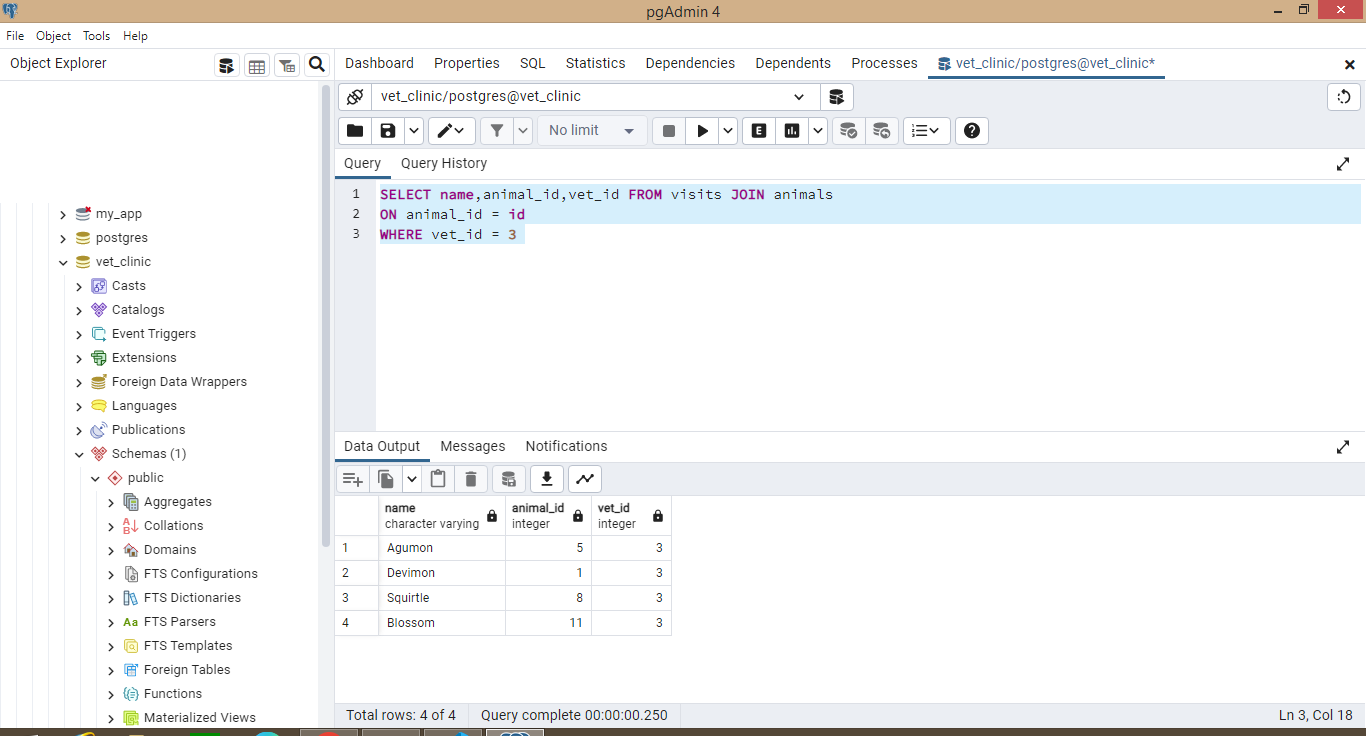 pgAdmin 4
File Object Tools Help
Object Explorer
Dashboard Properties SQL Statistics Dependencies Dependents Processes vet_clinic/postgres@vet_clinic*
vet_clinic/postgres@vet_clinic
No limit
E
Query Query History
1 SELECT name,animal_id,vet_id FROM visits JOIN animals
2 ON animal_id = id
3 WHERE vet_id = 3
my_app
postgres
vet_clinic
Casts
Catalogs
Event Triggers
Extensions
Foreign Data Wrappers
Languages
Publications
Schemas (1)
public
Aggregates
Collations
Domains
FTS Configurations
FTS Dictionaries
Aa FTS Parsers
FTS Templates
Foreign Tables
Functions
Materialized Views
Data Output Messages Notifications
name animal_id vet_id
character varying integer integer
1 Agumon 5 3
2 Devimon 1 3
3 Squirtle 8 3
4 Blossom 11 3
Total rows: 4 of 4 Query complete 00:00:00.250 Ln 3, Col 18